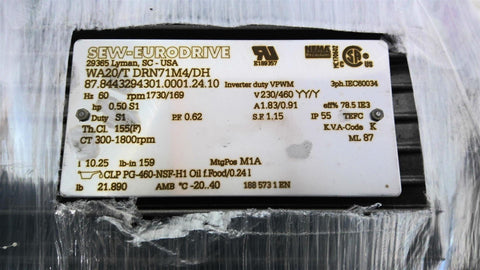 SEW-EURODRIVE
29365 Lyman, SC - USA
WA20/T DRN71M4/DH
87.8443294301.0001.24.10 Inverter duty VPWM 3ph.IEC60034
Hz 60 rpm 1730/169 V 230/460 YY/Y
hp 0.50 S1 A 1.83/0.91 eff% 78.5 IE3
Duty S1 P.F. 0.62 S.F. 1.15 IP 55 TEFC
Th.Cl. 155(F) K.V.A-Code K
CT 300-1800rpm ML 87
i 10.25 lb-in 159 MtgPos M1A
CLP PG-460-NSF-H1 Oil f.Food/0.24 l
lb 21.890 AMB °C -20..40 188 573 1 EN
E189357
NEMA